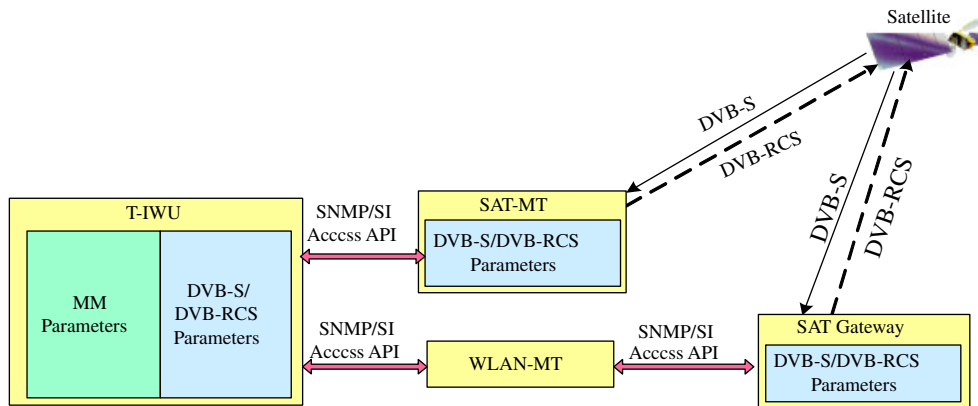 Satellite
DVB-S
DVB-RCS
DVB-S
DVB-RCS
T-IWU
MM
Parameters
DVB-S/
DVB-RCS
Parameters
SNMP/SI
Acccss API
SAT-MT
DVB-S/DVB-RCS
Parameters
SNMP/SI
Acccss API
WLAN-MT
SNMP/SI
Acccss API
SAT Gateway
DVB-S/DVB-RCS
Parameters